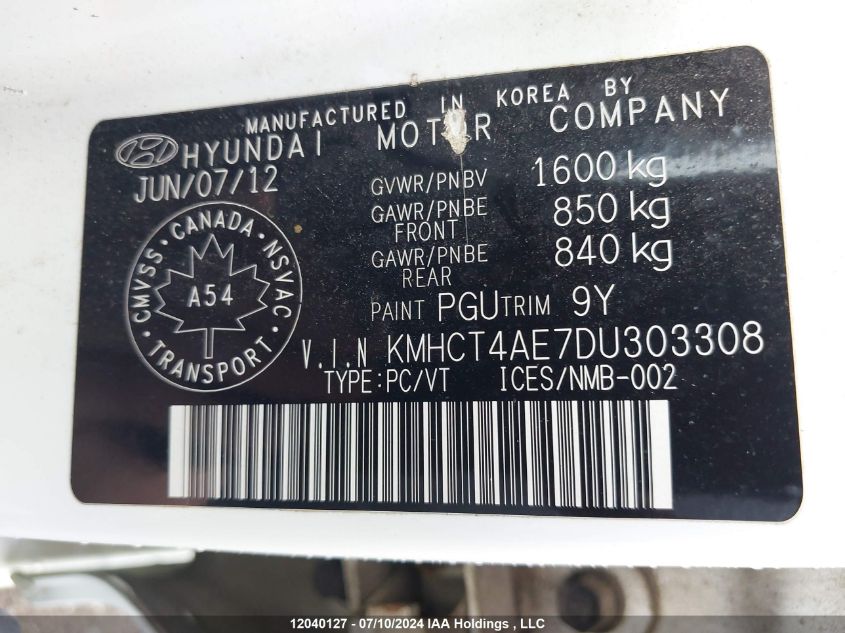 MANUFACTURED IN KOREA BY
HYUNDAI MOTOR COMPANY
JUN/07/12
GVWR/PNBV 1600 kg
GAWR/PNBE FRONT 850 kg
GAWR/PNBE REAR 840 kg
PAINT PGU TRIM 9Y
CMVSS • CANADA • NSVAC • TRANSPORT •
A54
V.I.N KMHCT4AE7DU303308
TYPE:PC/VT ICES/NMB-002
12040127 - 07/10/2024 IAA Holdings , LLC